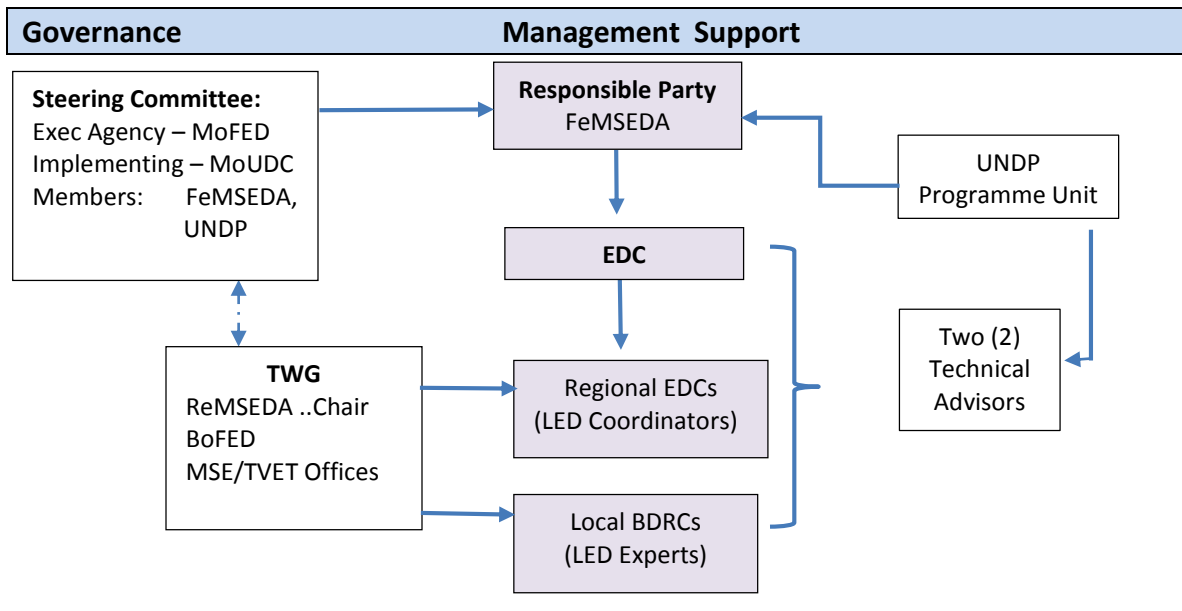 Governance Management Support
Steering Committee:
Exec Agency – MoFED
Implementing – MoUDC
Members: FeMSEDA,
UNDP
Responsible Party
FeMSEDA
UNDP
Programme Unit
EDC
TWG
ReMSEDA ..Chair
BoFED
MSE/TVET Offices
Regional EDCs
(LED Coordinators)
Two (2)
Technical
Advisors
Local BDRCs
(LED Experts)